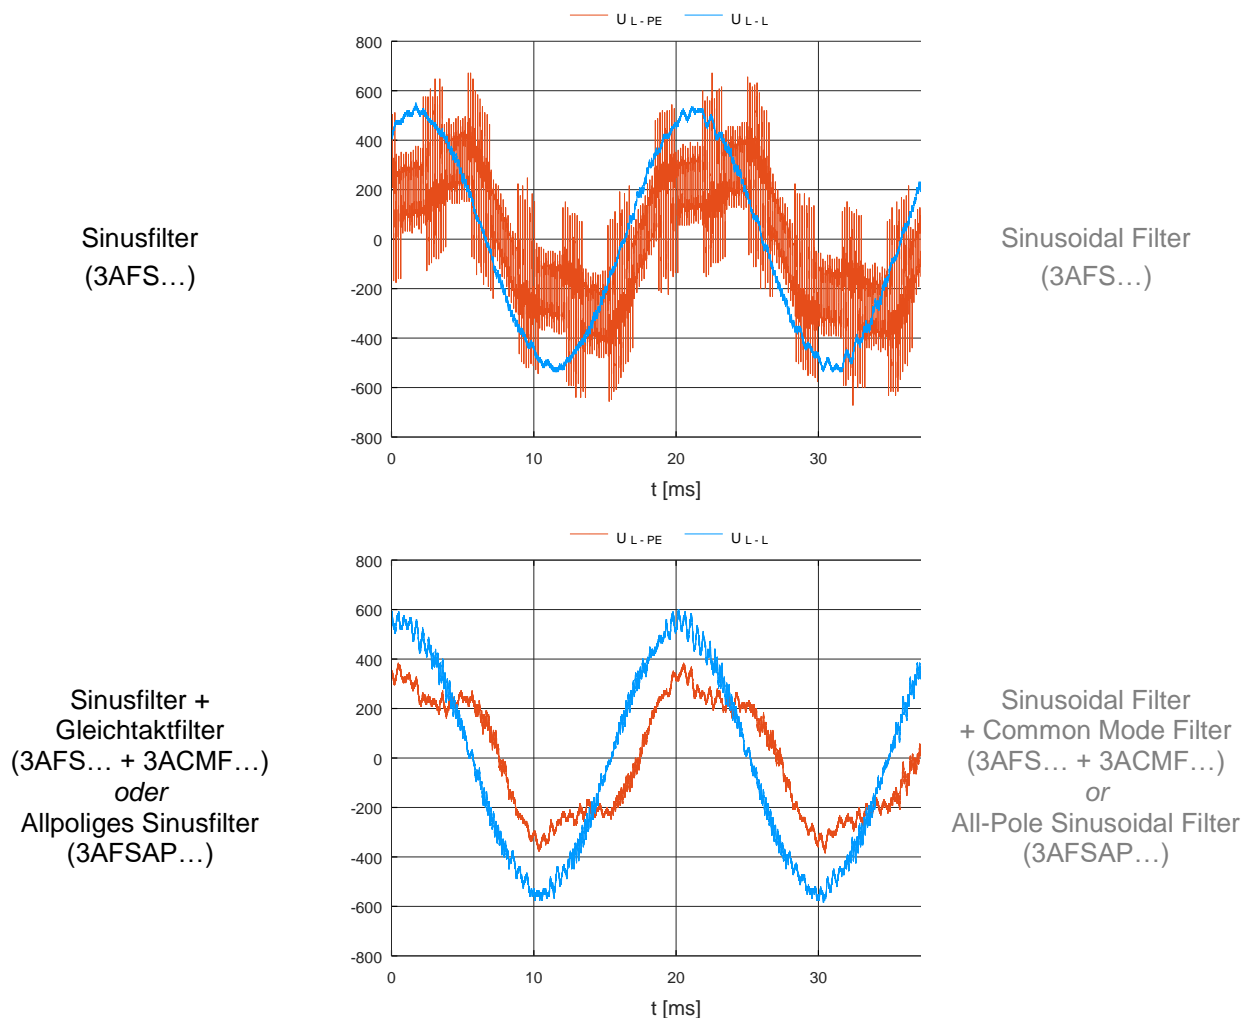 U L - PE U L - L
800
600
400
200
0
-200
-400
-600
-800
0 10 20 30
t [ms]
Sinusfilter
(3AFS…)
Sinusoidal Filter
(3AFS…)
U L - PE U L - L
800
600
400
200
0
-200
-400
-600
-800
0 10 20 30
t [ms]
Sinusfilter +
Gleichtaktfilter
(3AFS… + 3ACMF…)
oder
Allpoliges Sinusfilter
(3AFSAP…)
Sinusoidal Filter
+ Common Mode Filter
(3AFS… + 3ACMF…)
or
All-Pole Sinusoidal Filter
(3AFSAP…)